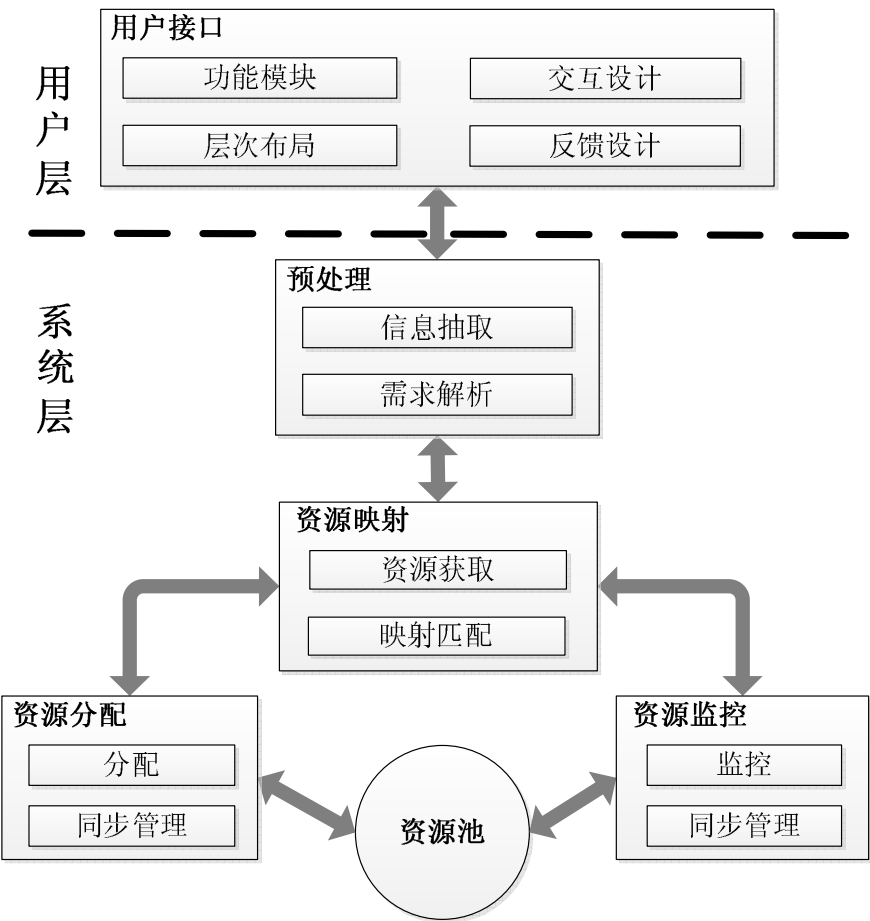 用户层
用户接口
功能模块
交互设计
层次布局
反馈设计
系统层
预处理
信息抽取
需求解析
资源映射
资源获取
映射匹配
资源分配
分配
同步管理
资源池
资源监控
监控
同步管理